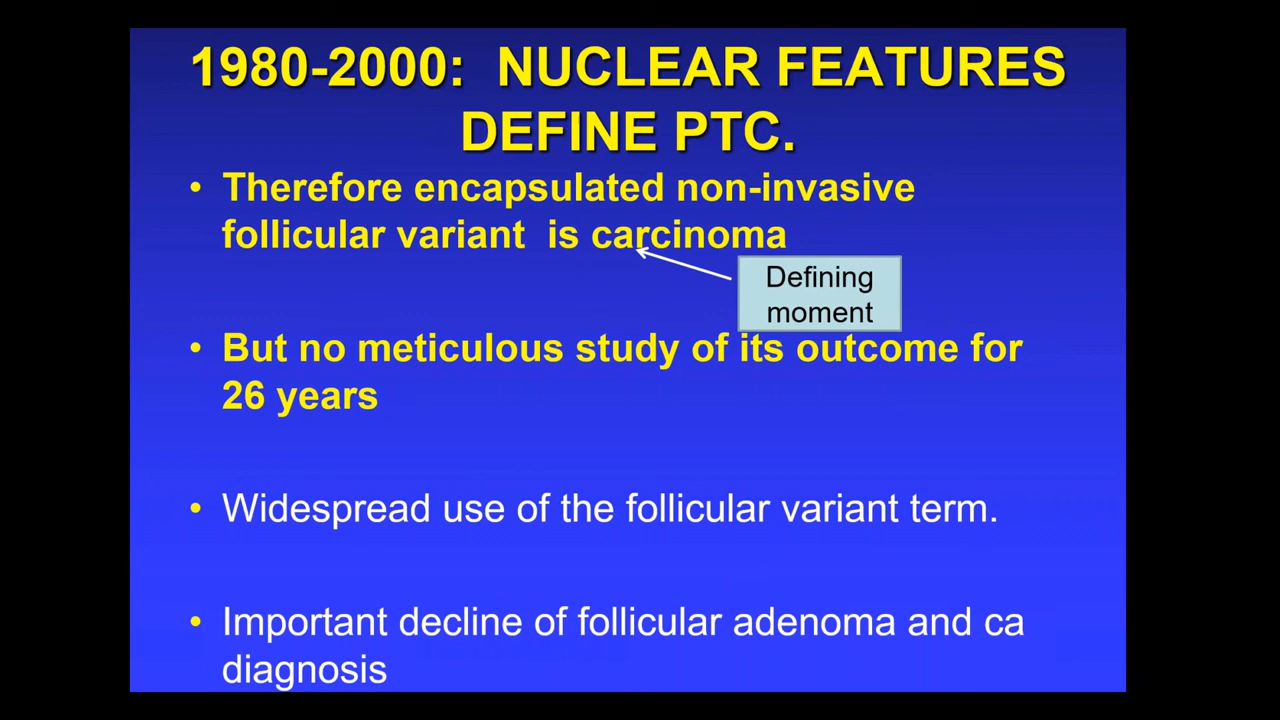 1980-2000: NUCLEAR FEATURES
DEFINE PTC.
• Therefore encapsulated non-invasive
follicular variant is carcinoma
Defining
moment
• But no meticulous study of its outcome for
26 years
• Widespread use of the follicular variant term.
• Important decline of follicular adenoma and ca
diagnosis